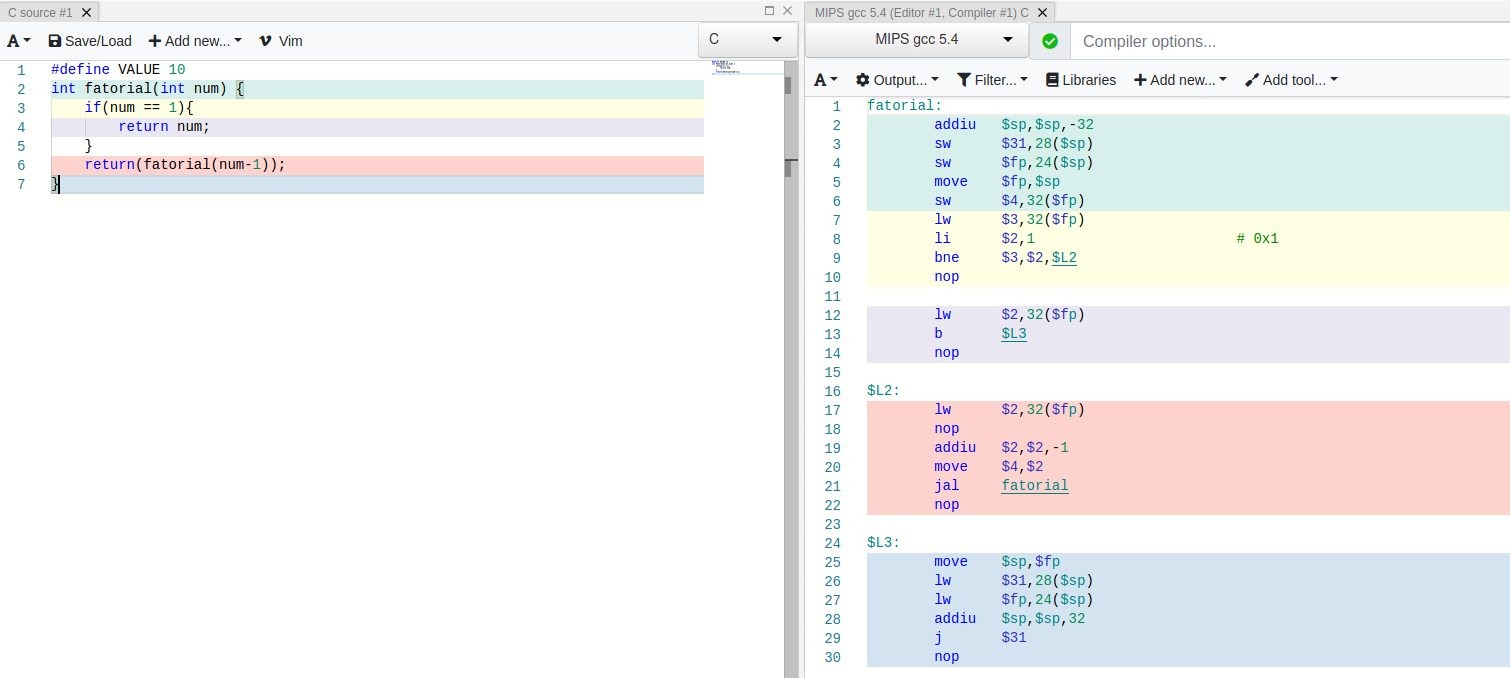 C source #1
A Save/Load Add new... Vim C
1 #define VALUE 10
2 int fatorial(int num) {
3     if(num == 1){
4         return num;
5     }
6     return(fatorial(num-1));
7 }
MIPS gcc 5.4 (Editor #1, Compiler #1) C
MIPS gcc 5.4 Compiler options...
A Output... Filter... Libraries Add new... Add tool...
1 fatorial:
2         addiu   $sp,$sp,-32
3         sw      $31,28($sp)
4         sw      $fp,24($sp)
5         move    $fp,$sp
6         sw      $4,32($fp)
7         lw      $3,32($fp)
8         li      $2,1                        # 0x1
9         bne     $3,$2,$L2
10         nop
11
12         lw      $2,32($fp)
13         b       $L3
14         nop
15
16 $L2:
17         lw      $2,32($fp)
18         nop
19         addiu   $2,$2,-1
20         move    $4,$2
21         jal     fatorial
22         nop
23
24 $L3:
25         move    $sp,$fp
26         lw      $31,28($sp)
27         lw      $fp,24($sp)
28         addiu   $sp,$sp,32
29         j       $31
30         nop